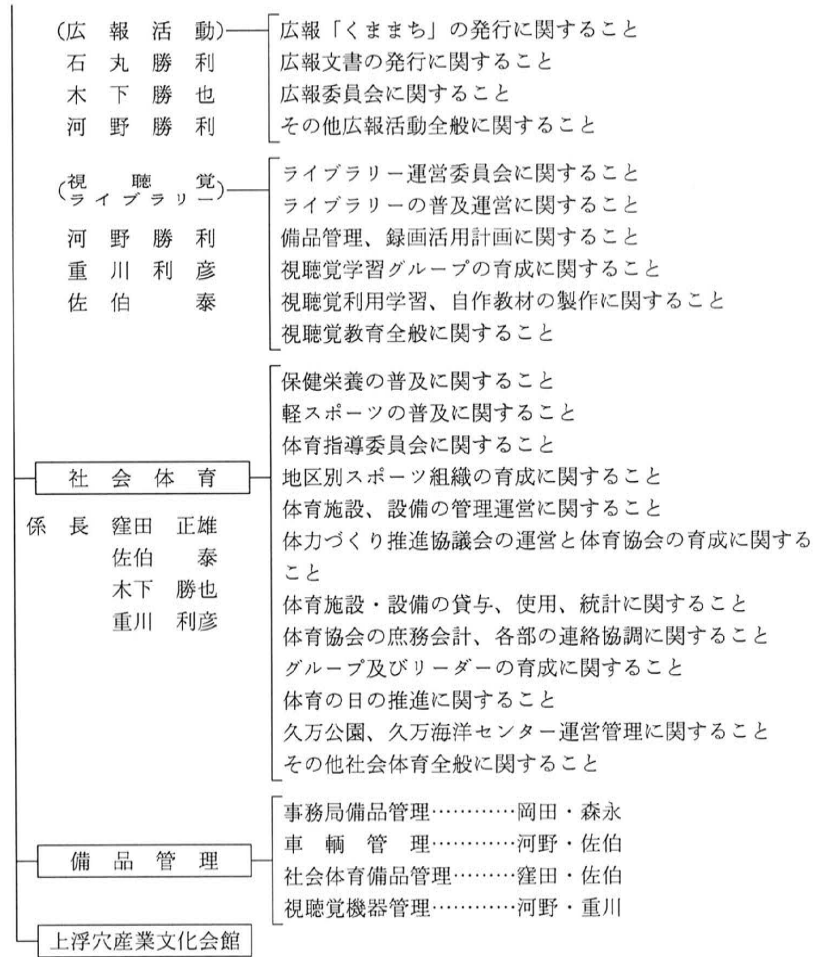 (広報活動)
石丸勝利
木下勝也
河野勝利
広報「くままち」の発行に関すること
広報文書の発行に関すること
広報委員会に関すること
その他広報活動全般に関すること
(視聴覚
ライブラリー)
河野勝利
重川利彦
佐伯泰
ライブラリー運営委員会に関すること
ライブラリーの普及運営に関すること
備品管理、録画活用計画に関すること
視聴覚学習グループの育成に関すること
視聴覚利用学習、自作教材の製作に関すること
視聴覚教育全般に関すること
社会体育
係長 窪田 正雄
佐伯 泰
木下 勝也
重川 利彦
保健栄養の普及に関すること
軽スポーツの普及に関すること
体育指導委員会に関すること
地区別スポーツ組織の育成に関すること
体育施設、設備の管理運営に関すること
体力づくり推進協議会の運営と体育協会の育成に関する
こと
体育施設・設備の貸与、使用、統計に関すること
体育協会の庶務会計、各部の連絡協調に関すること
グループ及びリーダーの育成に関すること
体育の日の推進に関すること
久万公園、久万海洋センター運営管理に関すること
その他社会体育全般に関すること
備品管理
事務局備品管理…………岡田・森永
車輌管理…………河野・佐伯
社会体育備品管理………窪田・佐伯
視聴覚機器管理…………河野・重川
上浮穴産業文化会館